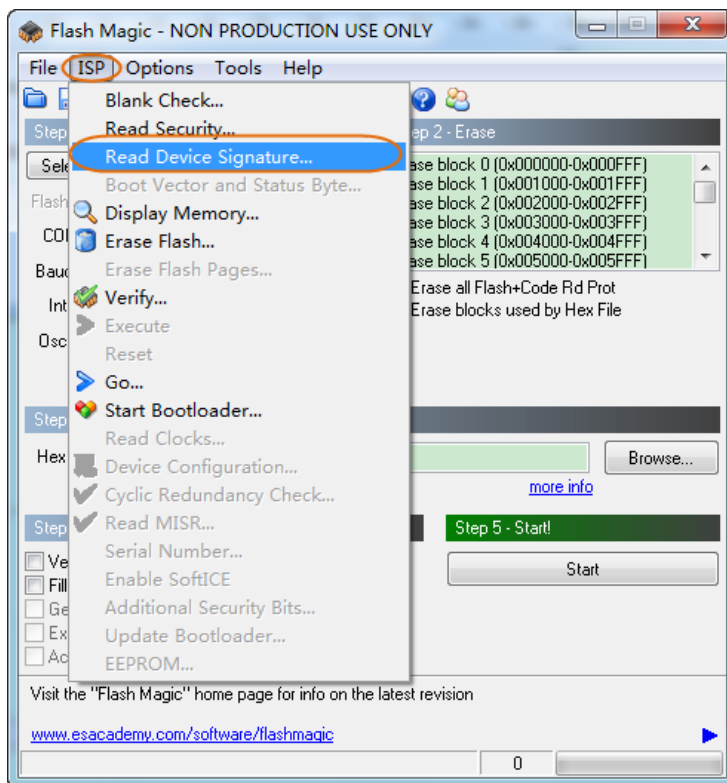 Flash Magic - NON PRODUCTION USE ONLY
File ISP Options Tools Help
Blank Check...
Read Security...
Read Device Signature...
Boot Vector and Status Byte...
Display Memory...
Erase Flash...
Erase Flash Pages...
Verify...
Execute
Reset
Go...
Start Bootloader...
Read Clocks...
Device Configuration...
Cyclic Redundancy Check...
Read MISR...
Serial Number...
Enable SoftICE
Additional Security Bits...
Update Bootloader...
EEPROM...
Step
Sele
Flash
COI
Baud
Int
Osc
ep 2 - Erase
ase block 0 (0x000000-0x000FFF)
ase block 1 (0x001000-0x001FFF)
ase block 2 (0x002000-0x002FFF)
ase block 3 (0x003000-0x003FFF)
ase block 4 (0x004000-0x004FFF)
ase block 5 (0x005000-0x005FFF)
Erase all Flash+Code Rd Prot
Erase blocks used by Hex File
Step
Hex
Browse...
more info
Step
Ve
Fill
Ge
Ex
Ac
Step 5 - Start!
Start
Visit the "Flash Magic" home page for info on the latest revision
www.esacademy.com/software/flashmagic
0